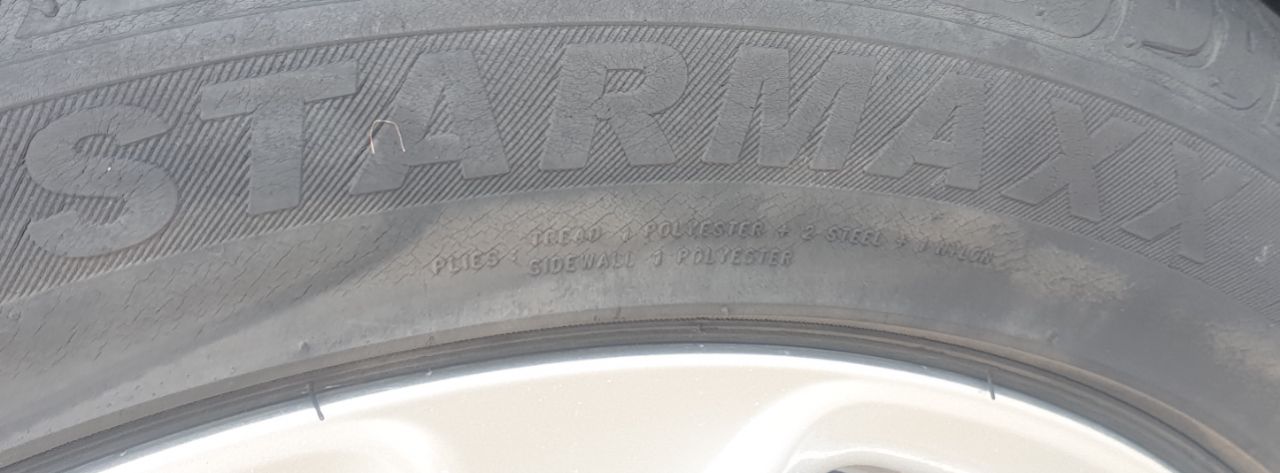 STARMAXX
TREAD 1 POLYESTER + 2 STEEL + 1 NYLON
PLIES : SIDEWALL 1 POLYESTER